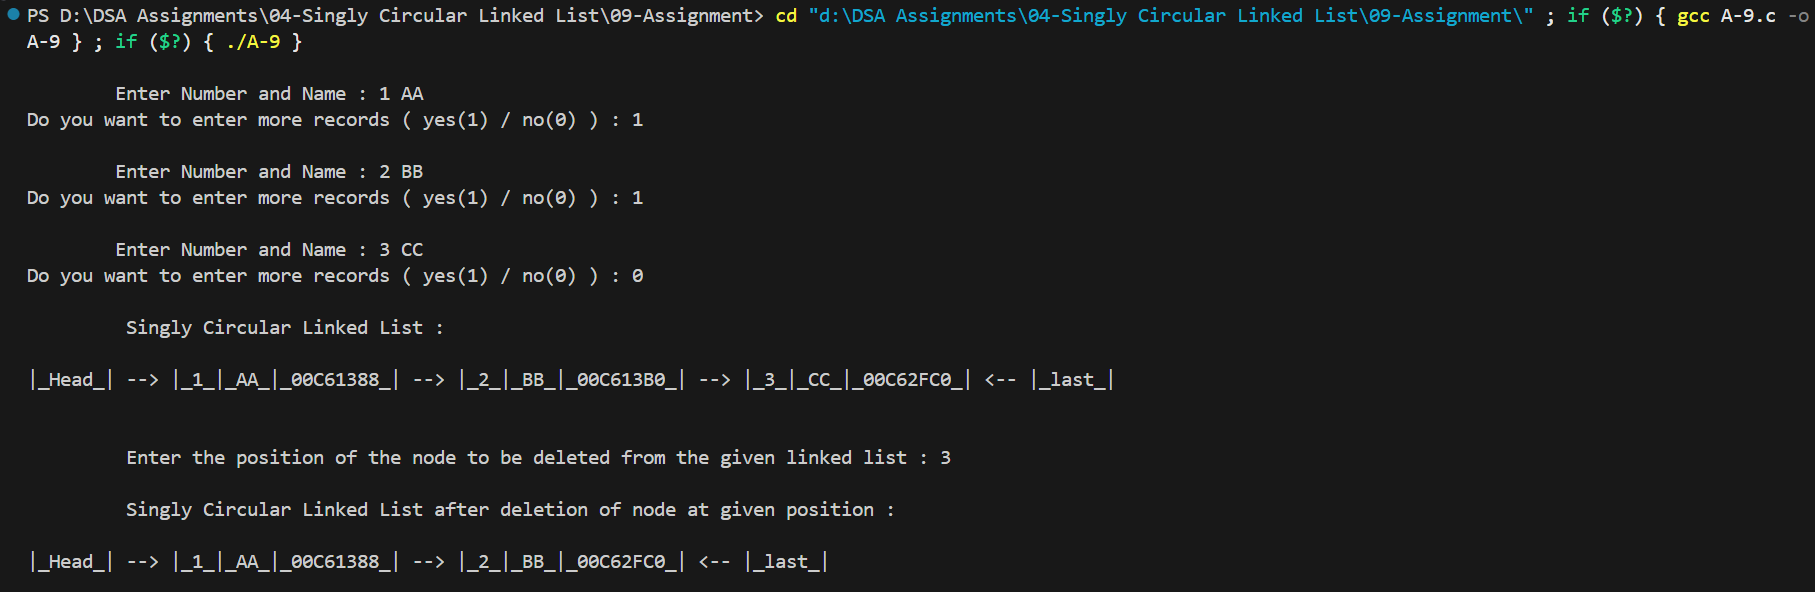 PS D:\DSA Assignments\04-Singly Circular Linked List\09-Assignment> cd "d:\DSA Assignments\04-Singly Circular Linked List\09-Assignment\" ; if ($?) { gcc A-9.c -o
A-9 } ; if ($?) { ./A-9 }
Enter Number and Name : 1 AA
Do you want to enter more records ( yes(1) / no(0) ) : 1
Enter Number and Name : 2 BB
Do you want to enter more records ( yes(1) / no(0) ) : 1
Enter Number and Name : 3 CC
Do you want to enter more records ( yes(1) / no(0) ) : 0
Singly Circular Linked List :
|_Head_| --> |_1_|_AA_|_00C61388_| --> |_2_|_BB_|_00C613B0_| --> |_3_|_CC_|_00C62FC0_| <-- |_last_|
Enter the position of the node to be deleted from the given linked list : 3
Singly Circular Linked List after deletion of node at given position :
|_Head_| --> |_1_|_AA_|_00C61388_| --> |_2_|_BB_|_00C62FC0_| <-- |_last_|